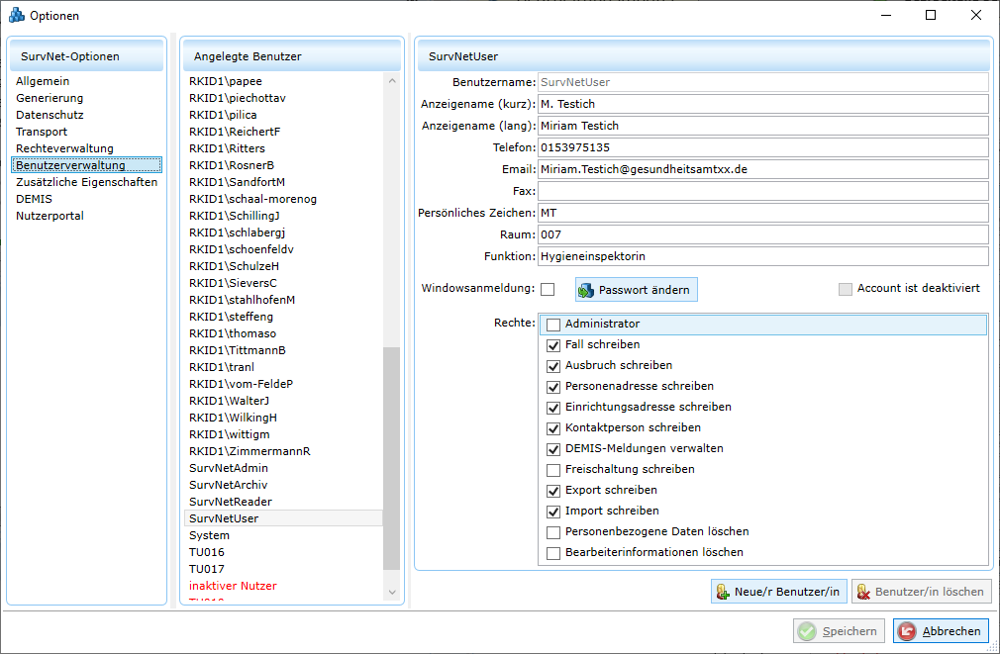 Optionen
SurvNet-Optionen
Allgemein
Generierung
Datenschutz
Transport
Rechteverwaltung
Benutzerverwaltung
Zusätzliche Eigenschaften
DEMIS
Nutzerportal
Angelegte Benutzer
RKID1\papee
RKID1\piechottav
RKID1\pilica
RKID1\ReichertF
RKID1\Ritters
RKID1\RosnerB
RKID1\SandfortM
RKID1\schaal-morenog
RKID1\SchillingJ
RKID1\schlabergj
RKID1\schoenfeldv
RKID1\SchulzeH
RKID1\SieversC
RKID1\stahlhofenM
RKID1\steffeng
RKID1\thomaso
RKID1\TittmannB
RKID1\tranl
RKID1\vom-FeldeP
RKID1\WalterJ
RKID1\WilkingH
RKID1\wittigm
RKID1\ZimmermannR
SurvNetAdmin
SurvNetArchiv
SurvNetReader
SurvNetUser
System
TU016
TU017
inaktiver Nutzer
SurvNetUser
Benutzername: SurvNetUser
Anzeigename (kurz): M. Testich
Anzeigename (lang): Miriam Testich
Telefon: 0153975135
Email: Miriam.Testich@gesundheitsamtxx.de
Fax:
Persönliches Zeichen: MT
Raum: 007
Funktion: Hygieneinspektorin
Windowsanmeldung: Passwort ändern Account ist deaktiviert
Rechte: Administrator
Fall schreiben
Ausbruch schreiben
Personenadresse schreiben
Einrichtungsadresse schreiben
Kontaktperson schreiben
DEMIS-Meldungen verwalten
Freischaltung schreiben
Export schreiben
Import schreiben
Personenbezogene Daten löschen
Bearbeiterinformationen löschen
Neue/r Benutzer/in Benutzer/in löschen
Speichern Abbrechen